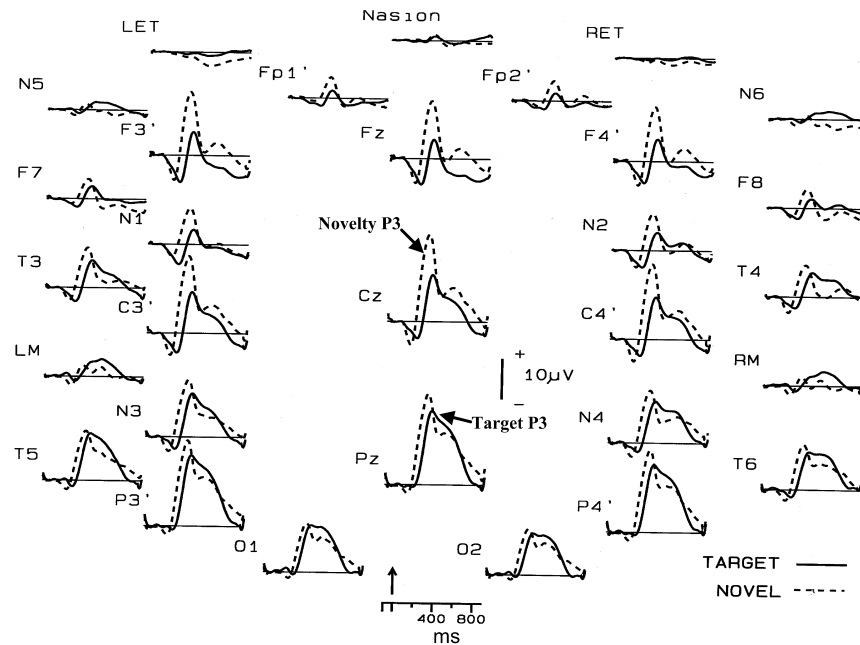 Nasion
LET
RET
Fp1'
Fp2'
N5
N6
F3'
Fz
F4'
F7
F8
N1
Novelty P3
N2
T3
T4
C3'
Cz
C4'
LM
RM
+
10µV
−
N3
Target P3
N4
T5
Pz
T6
P3'
P4'
O1
O2
TARGET
NOVEL
400 800
ms